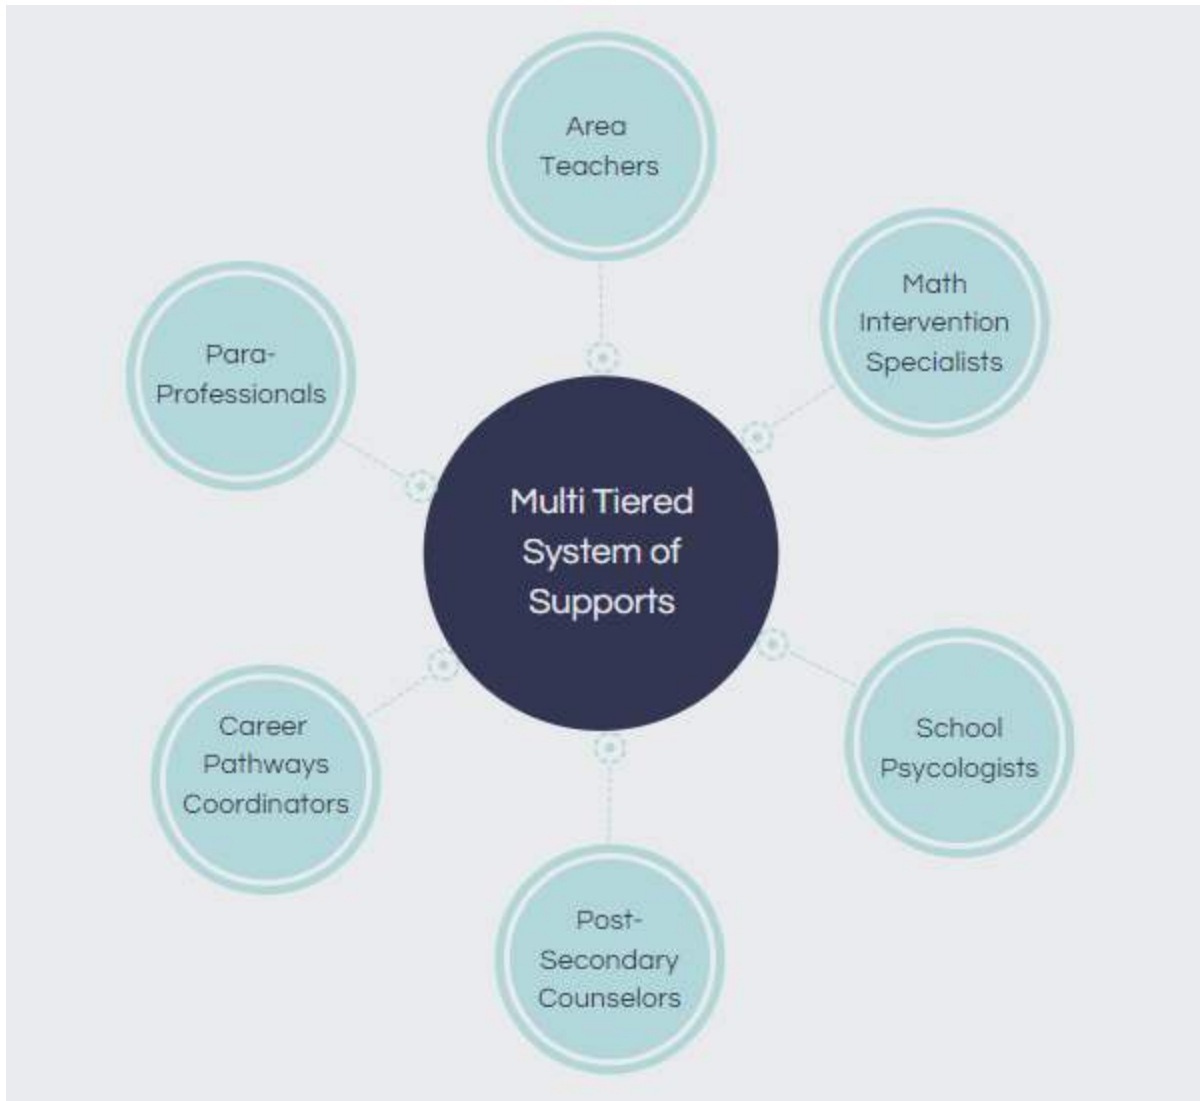 Area
Teachers
Math
Intervention
Specialists
Para-
Professionals
Multi Tiered
System of
Supports
School
Psycologists
Career
Pathways
Coordinators
Post-
Secondary
Counselors